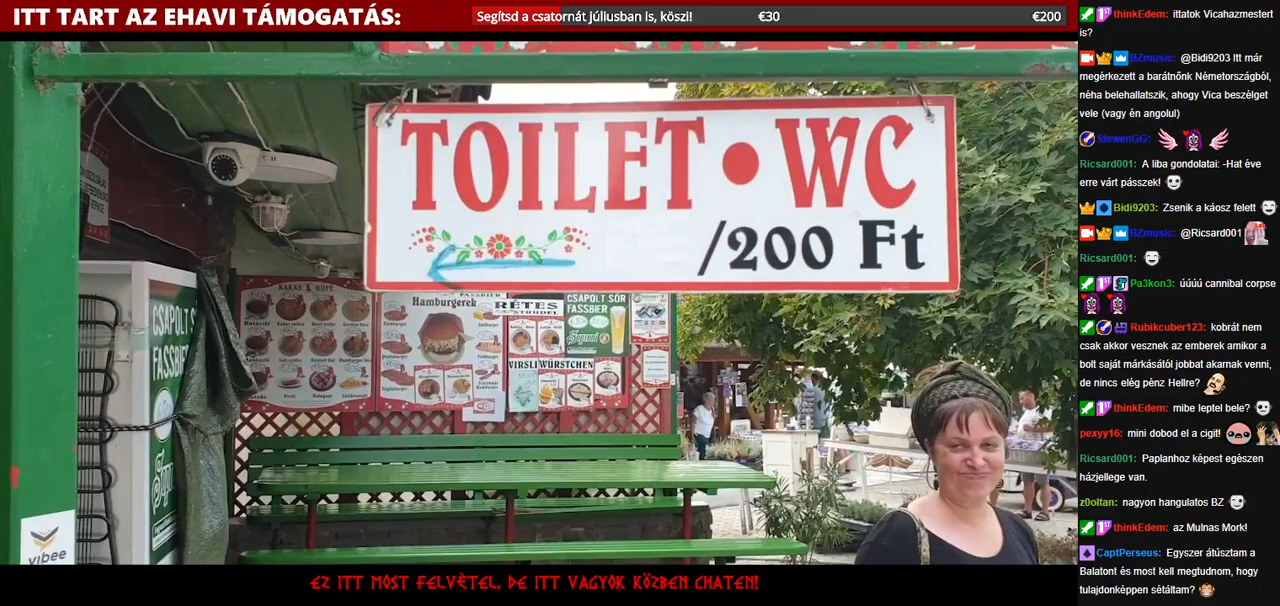 ITT TART AZ EHAVI TÁMOGATÁS:
Segítsd a csatornát júliusban is, köszi!
€30
€200
TOILET • WC
/200 Ft
CSAPOLT SÖR
FASSBIER
KAKAS & GÖFE
Hamburgerek
FASSBIER
RÉTES
STRUDEL
CSAPOLT SÖR
FASSBIER
VIRSLI WÜRSTCHEN
vibee
EZ ITT MOST FELVÉTEL, DE ITT VAGYOK KÖZBEN CHATEN!
thinkEdem: ittatok Vicahazmestert
is?
BZmusic: @Bidi9203 Itt már
megérkezett a barátnőnk Németországból,
néha belehallatszik, ahogy Vica beszélget
vele (vagy én angolul)
StewenGG:
Ricsard001: A liba gondolatai: -Hat éve
erre várt pásszek!
Bidi9203: Zsenik a káosz felett
BZmusic: @Ricsard001
Ricsard001:
Pa3kon3: úúúú cannibal corpse
Rubikcuber123: kobrát nem
csak akkor vesznek az emberek amikor a
bolt saját márkásától jobbat akarnak venni,
de nincs elég pénz Hellre?
thinkEdem: mibe leptel bele?
pexyy16: mini dobod el a cigit!
Ricsard001: Paplanhoz képest egészen
házjellege van.
z0oltan: nagyon hangulatos BZ
thinkEdem: az Mulnas Mork!
CaptPerseus: Egyszer átúsztam a
Balatont és most kell megtudnom, hogy
tulajdonképpen sétáltam?